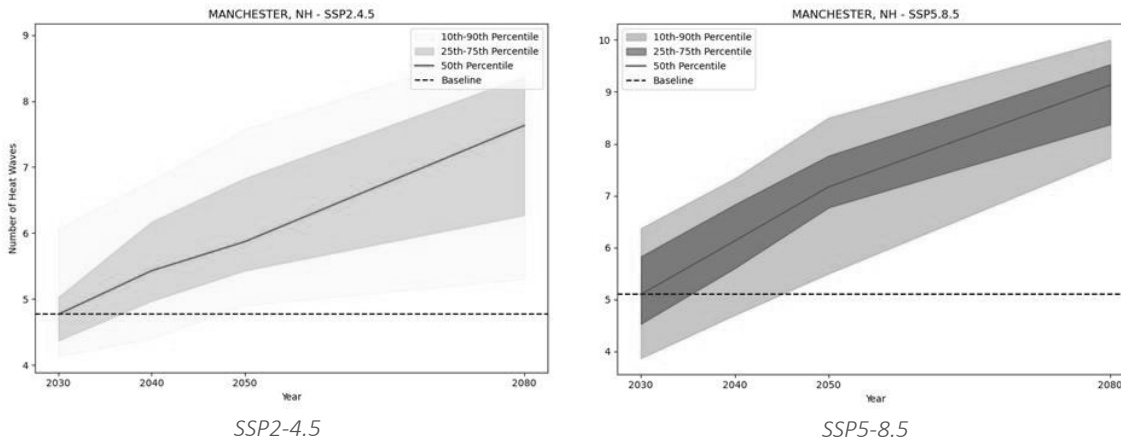 MANCHESTER, NH - SSP2.4.5
9
8
7
6
5
4
Number of Heat Waves
10th-90th Percentile
25th-75th Percentile
50th Percentile
Baseline
2030
2040
2050
2080
Year
SSP2-4.5
MANCHESTER, NH - SSP5.8.5
10
9
8
7
6
5
4
10th-90th Percentile
25th-75th Percentile
50th Percentile
Baseline
2030
2040
2050
2080
Year
SSP5-8.5